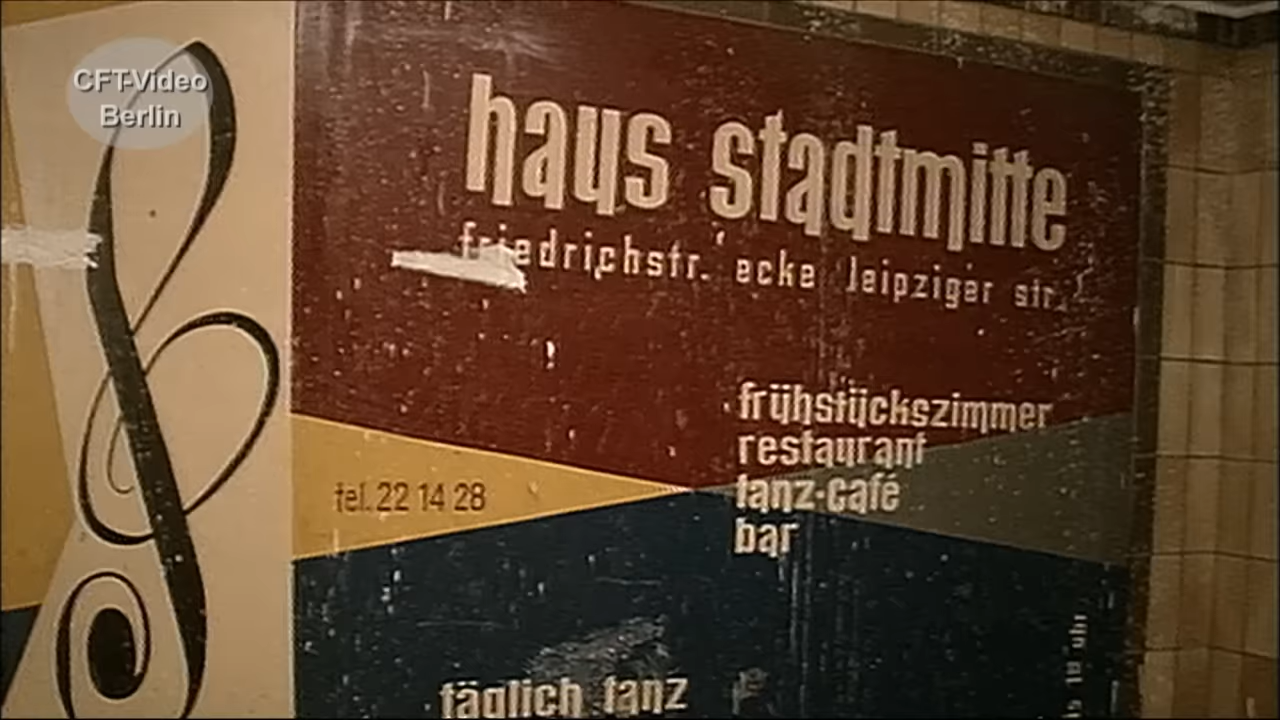 CFT-Video
Berlin
haus stadtmitte
friedrichstr. ecke leipziger str.
frühstückszimmer
restaurant
tanz-café
bar
tel. 22 14 28
täglich tanz
uhr